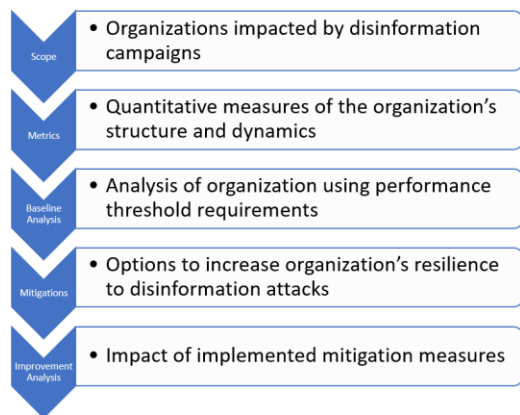 Scope
• Organizations impacted by disinformation
campaigns
Metrics
• Quantitative measures of the organization's
structure and dynamics
Baseline
Analysis
• Analysis of organization using performance
threshold requirements
Mitigations
• Options to increase organization's resilience
to disinformation attacks
Improvement
Analysis
• Impact of implemented mitigation measures